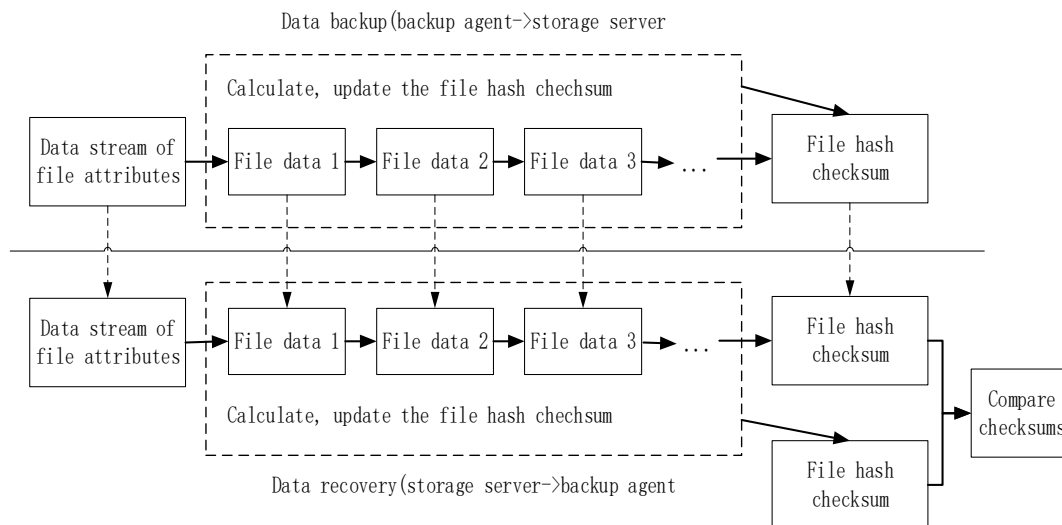 Data backup(backup agent->storage server
Calculate, update the file hash chechsum
Data stream of
file attributes
File data 1
File data 2
File data 3
...
File hash
checksum
Data stream of
file attributes
File data 1
File data 2
File data 3
...
File hash
checksum
Calculate, update the file hash chechsum
File hash
checksum
Compare
checksums
Data recovery(storage server->backup agent